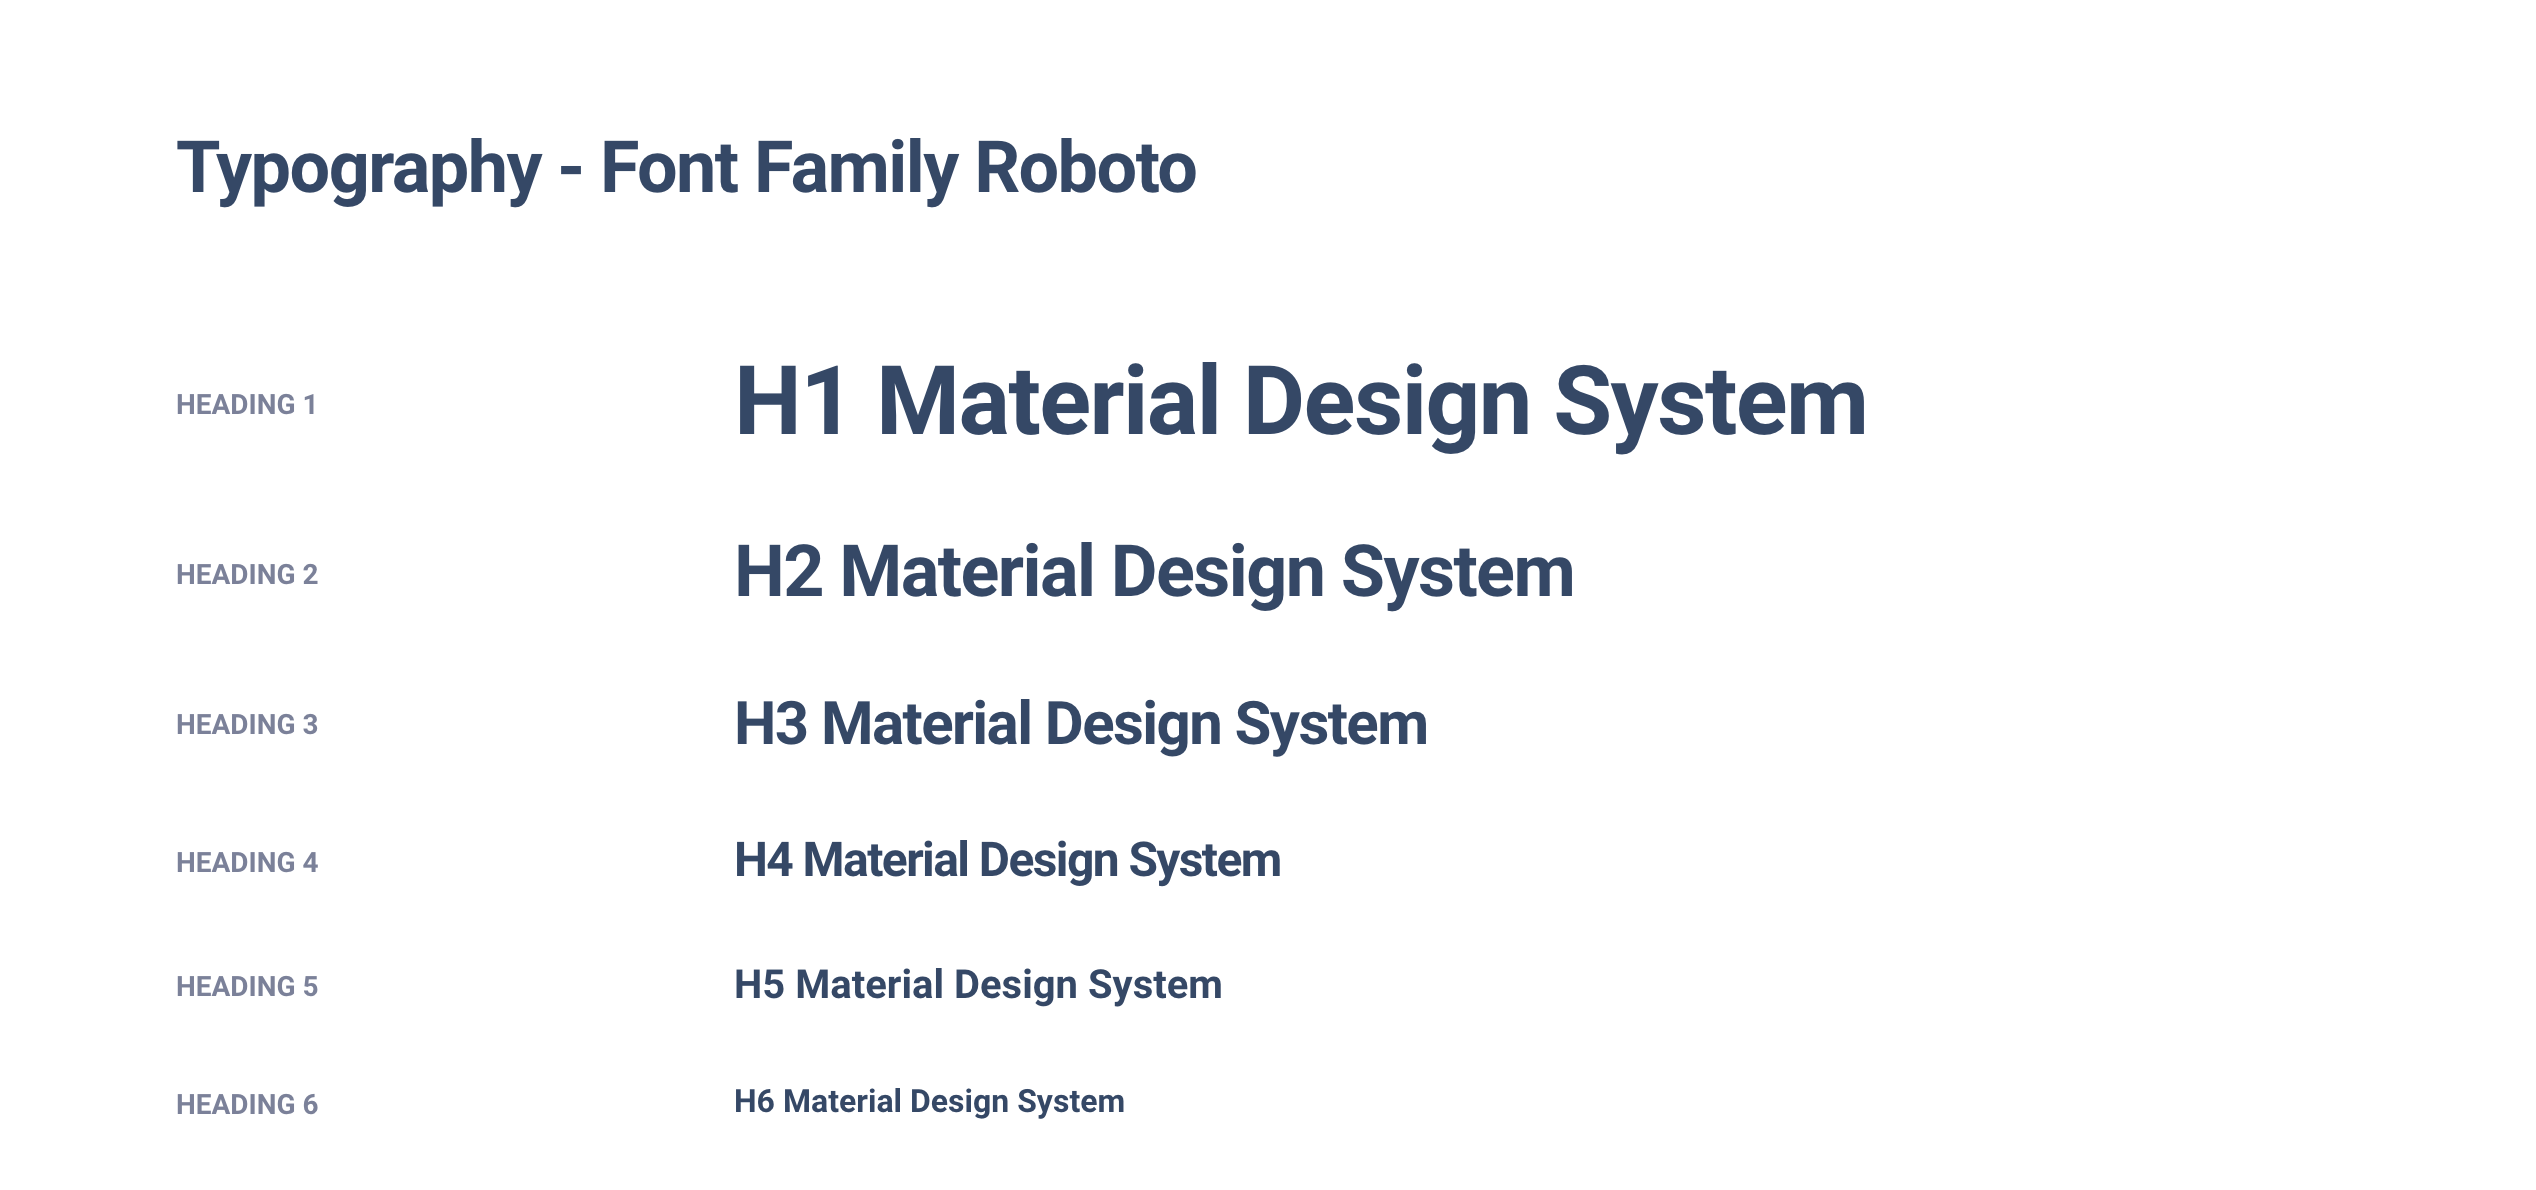 Typography - Font Family Roboto
HEADING 1
H1 Material Design System
HEADING 2
H2 Material Design System
HEADING 3
H3 Material Design System
HEADING 4
H4 Material Design System
HEADING 5
H5 Material Design System
HEADING 6
H6 Material Design System